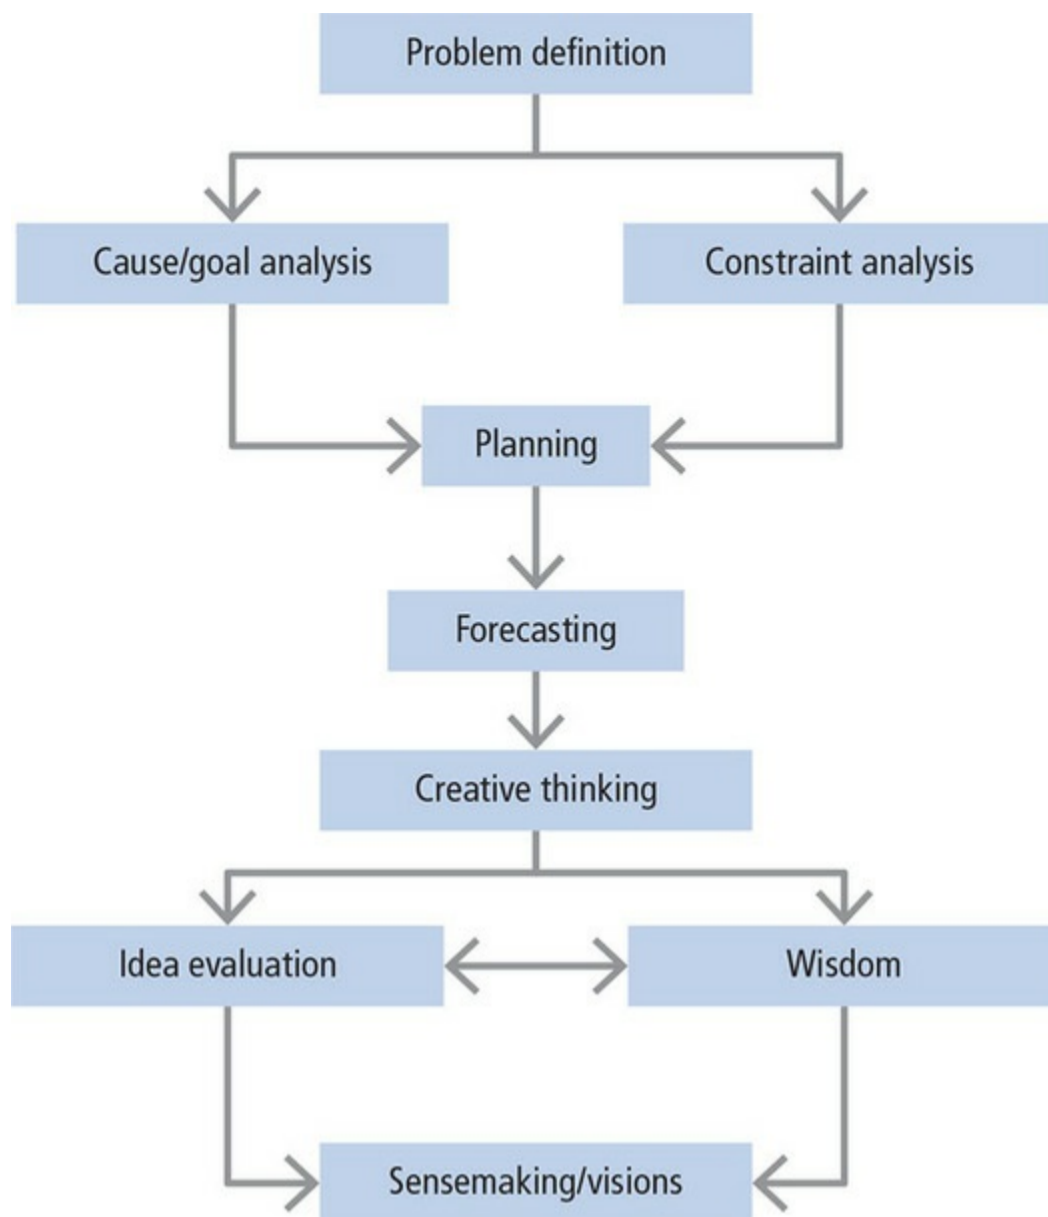 Problem definition
Cause/goal analysis
Constraint analysis
Planning
Forecasting
Creative thinking
Idea evaluation
Wisdom
Sensemaking/visions